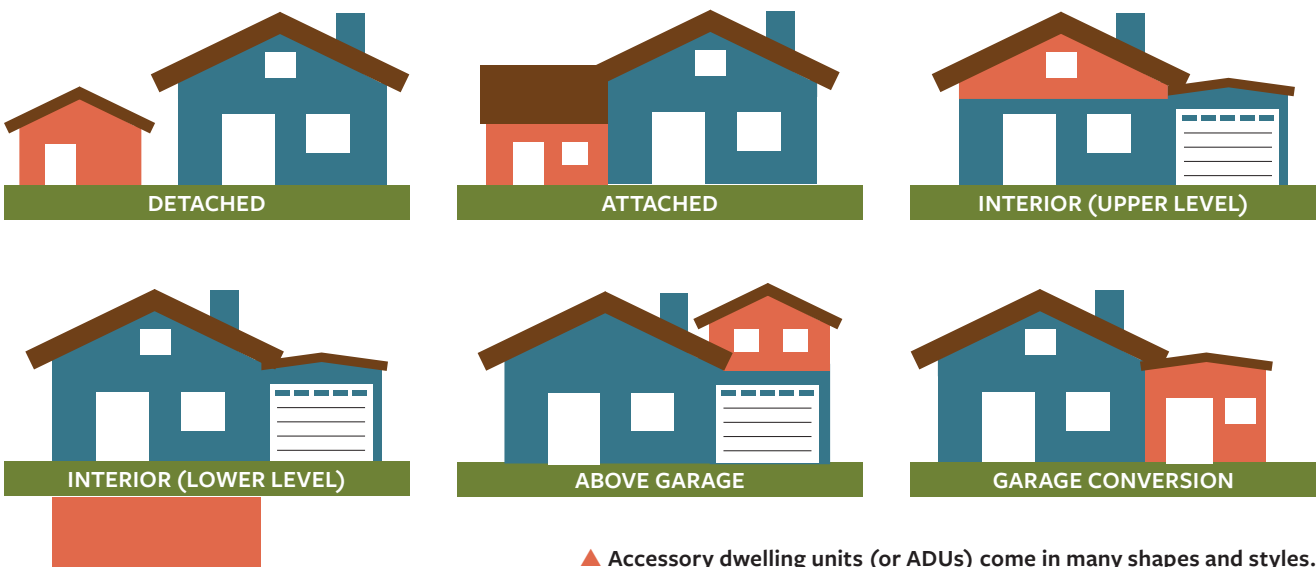 DETACHED
ATTACHED
INTERIOR (UPPER LEVEL)
INTERIOR (LOWER LEVEL)
ABOVE GARAGE
GARAGE CONVERSION
▲ Accessory dwelling units (or ADUs) come in many shapes and styles.